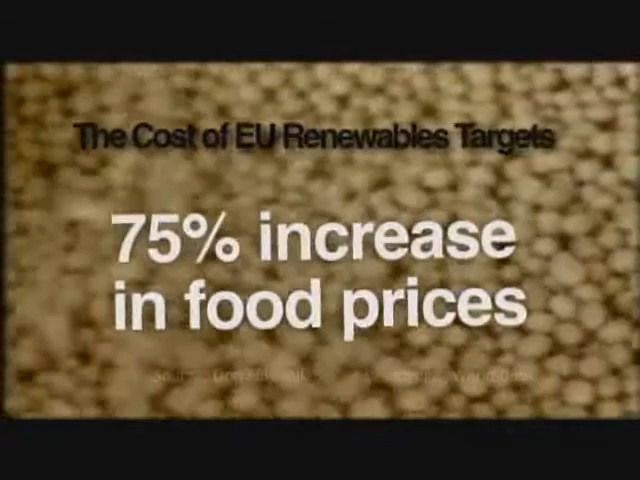 The Cost of EU Renewables Targets
75% increase
in food prices